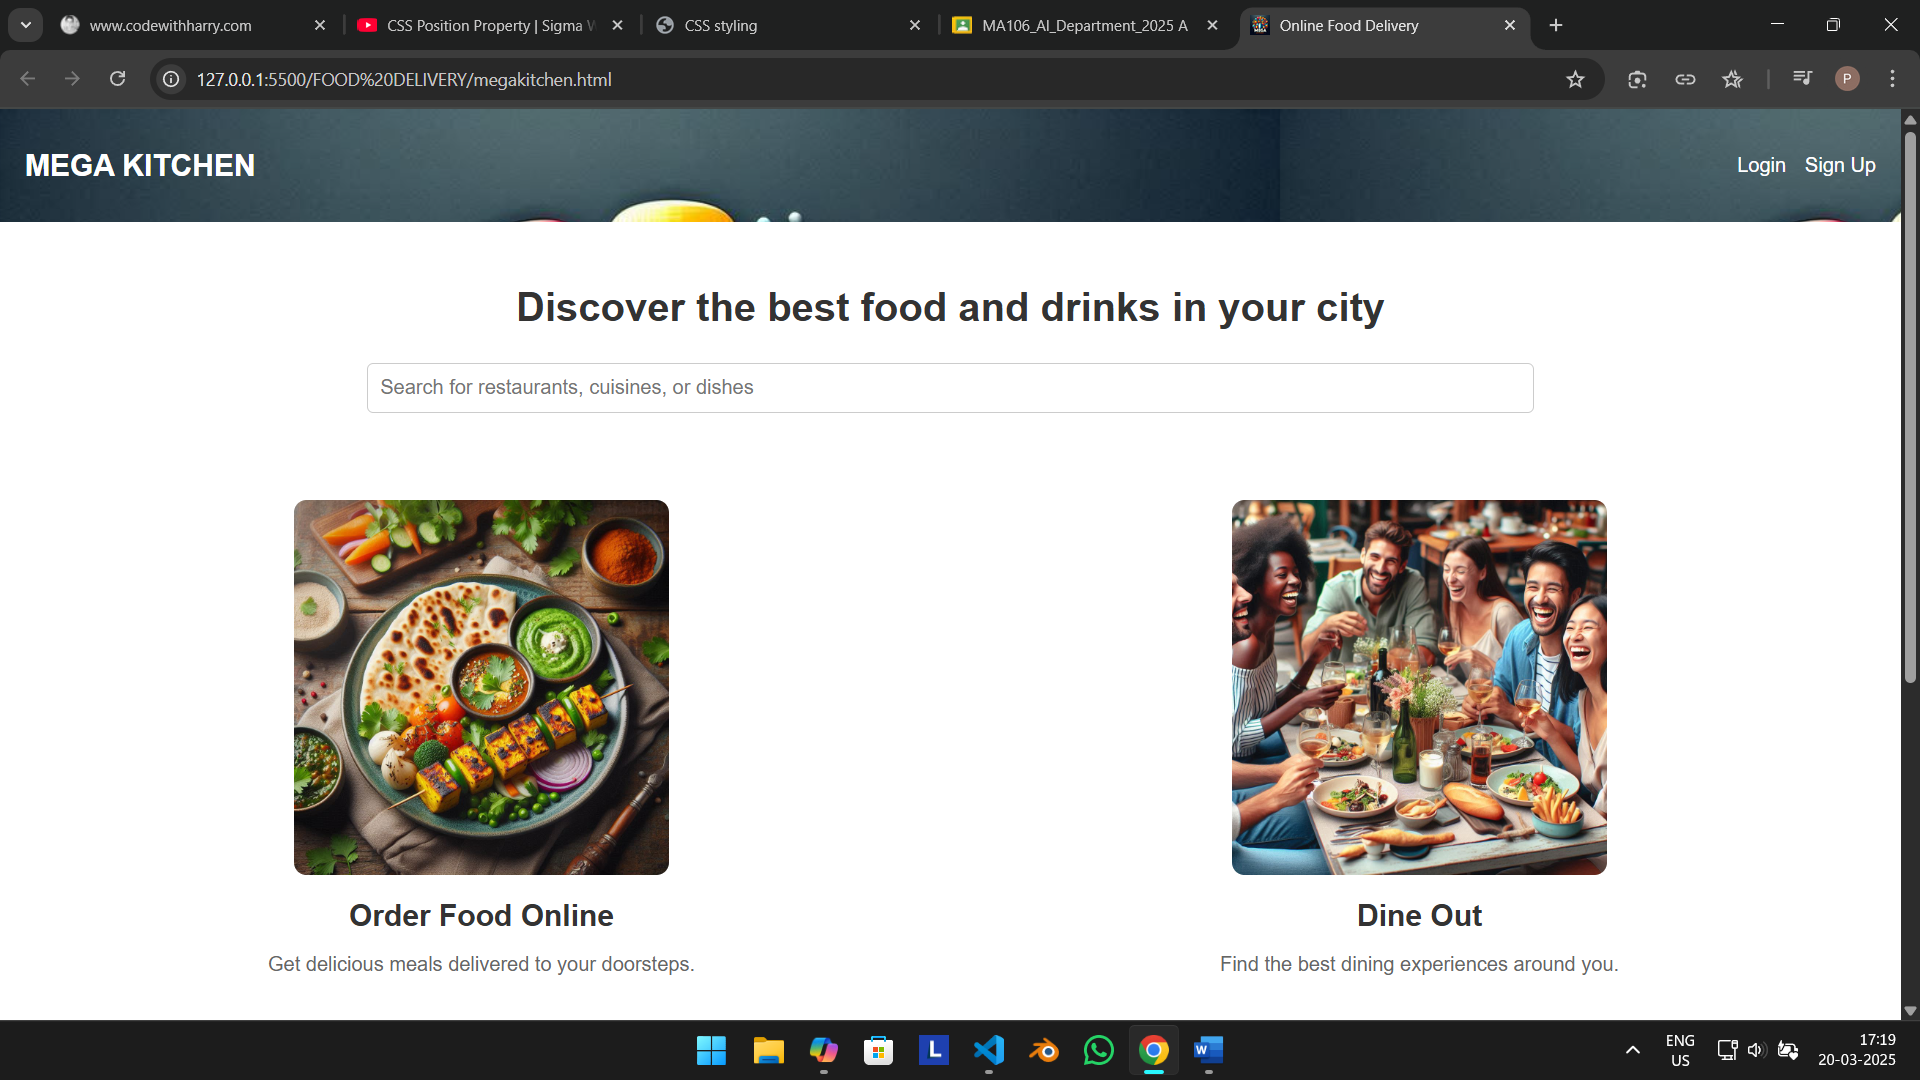 www.codewithharry.com
CSS Position Property | Sigma W
CSS styling
MA106_AI_Department_2025 A
Online Food Delivery
127.0.0.1:5500/FOOD%20DELIVERY/megakitchen.html
P
MEGA KITCHEN
Login Sign Up
Discover the best food and drinks in your city
Search for restaurants, cuisines, or dishes
Order Food Online
Dine Out
Get delicious meals delivered to your doorsteps.
Find the best dining experiences around you.
L
W
ENG
US
17:19
20-03-2025